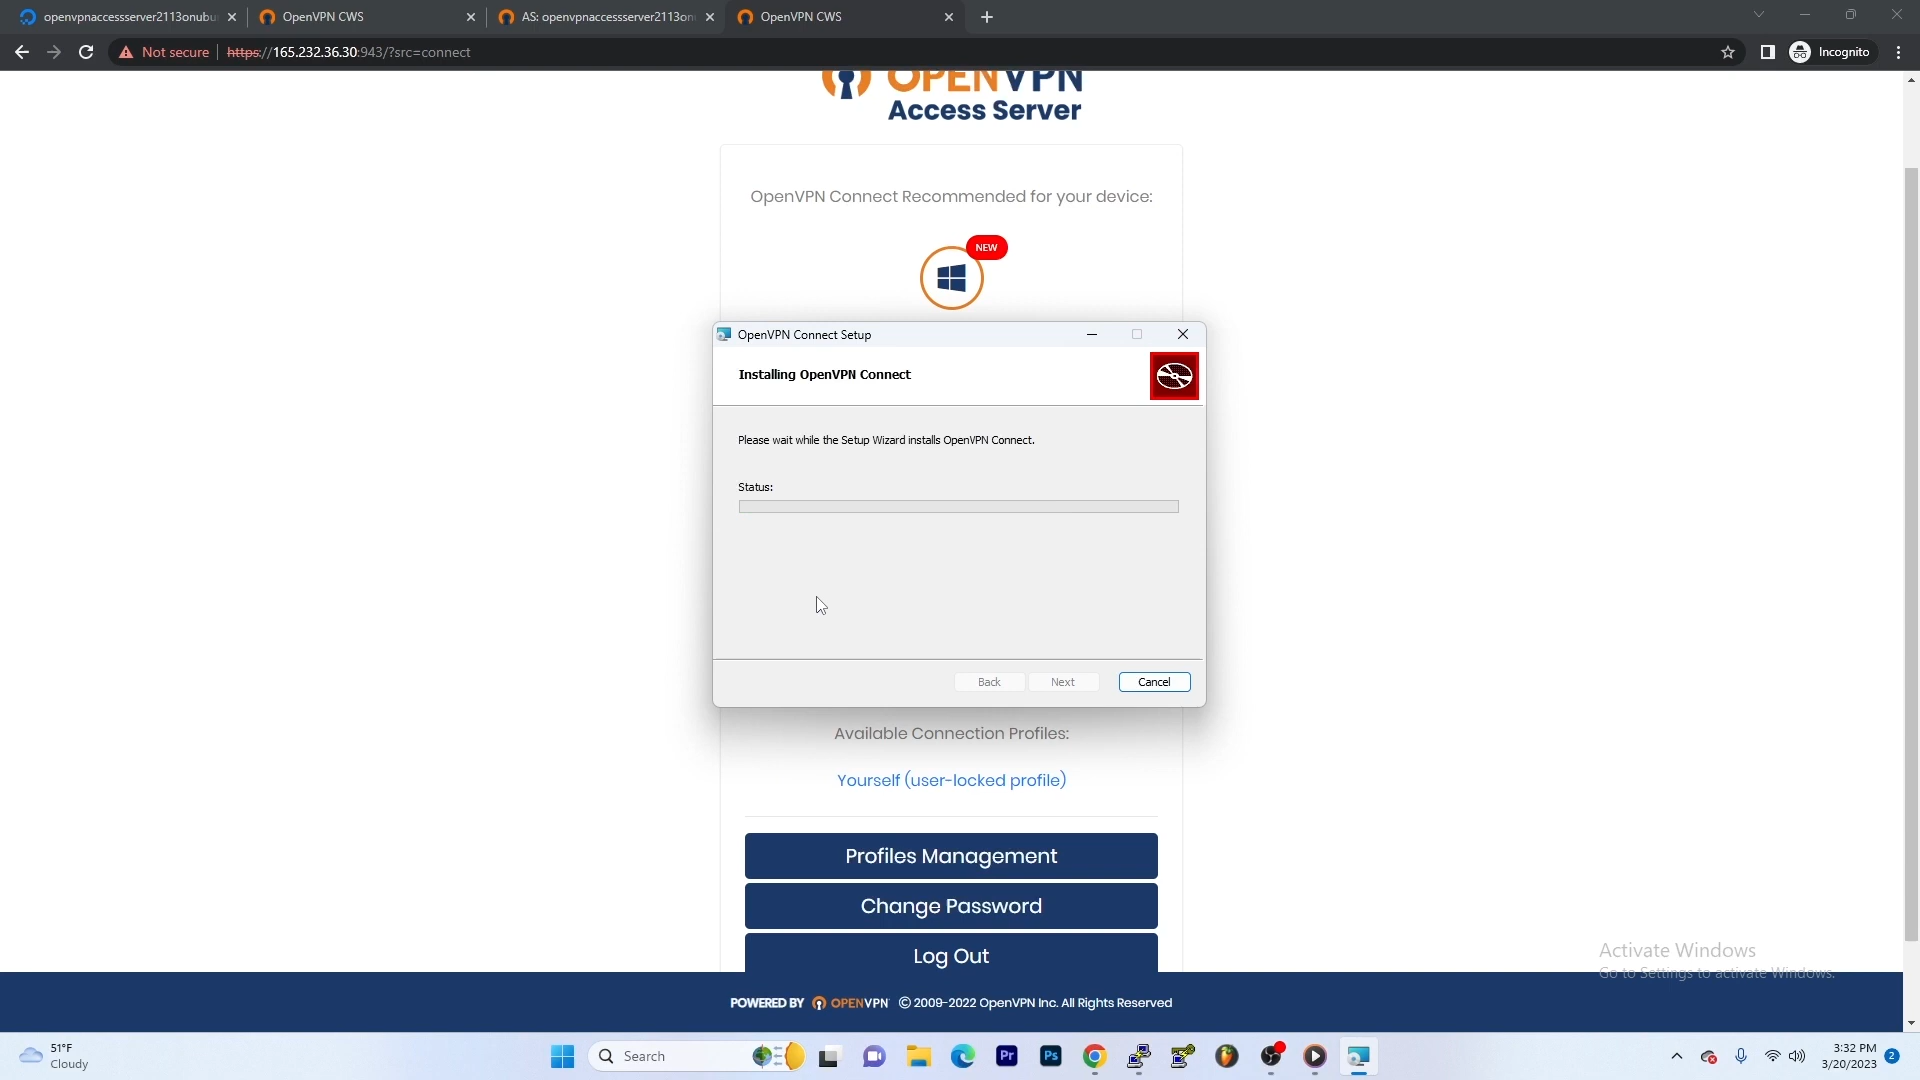 openvpnaccessserver2113onubu
OpenVPN CWS
AS: openvpnaccessserver2113on
OpenVPN CWS
Not secure
https://165.232.36.30:943/?src=connect
Incognito
OPENVPN
Access Server
OpenVPN Connect Recommended for your device:
NEW
OpenVPN Connect Setup
Installing OpenVPN Connect
Please wait while the Setup Wizard installs OpenVPN Connect.
Status:
Back
Next
Cancel
Available Connection Profiles:
Yourself (user-locked profile)
Profiles Management
Change Password
Log Out
Activate Windows
Go to Settings to activate Windows.
POWERED BY OPENVPN © 2009-2022 OpenVPN Inc. All Rights Reserved
51°F
Cloudy
Search
Pr
Ps
3:32 PM
3/20/2023
2